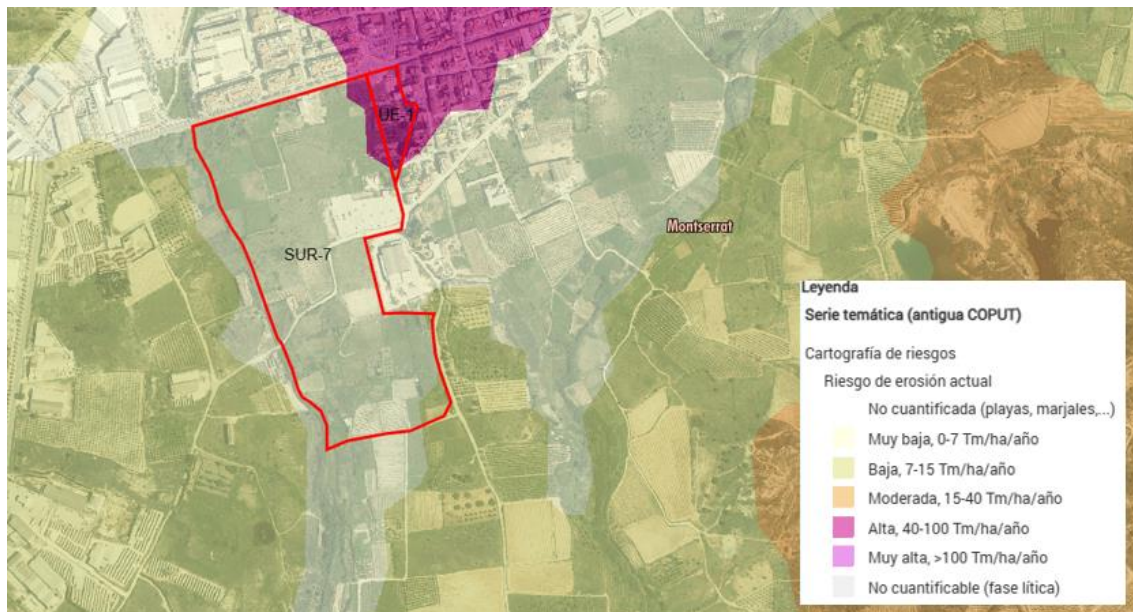 UE-1
SUR-7
Montserrat
Leyenda
Serie temática (antigua COPUT)
Cartografía de riesgos
Riesgo de erosión actual
No cuantificada (playas, marjales,...)
Muy baja, 0-7 Tm/ha/año
Baja, 7-15 Tm/ha/año
Moderada, 15-40 Tm/ha/año
Alta, 40-100 Tm/ha/año
Muy alta, >100 Tm/ha/año
No cuantificable (fase lítica)